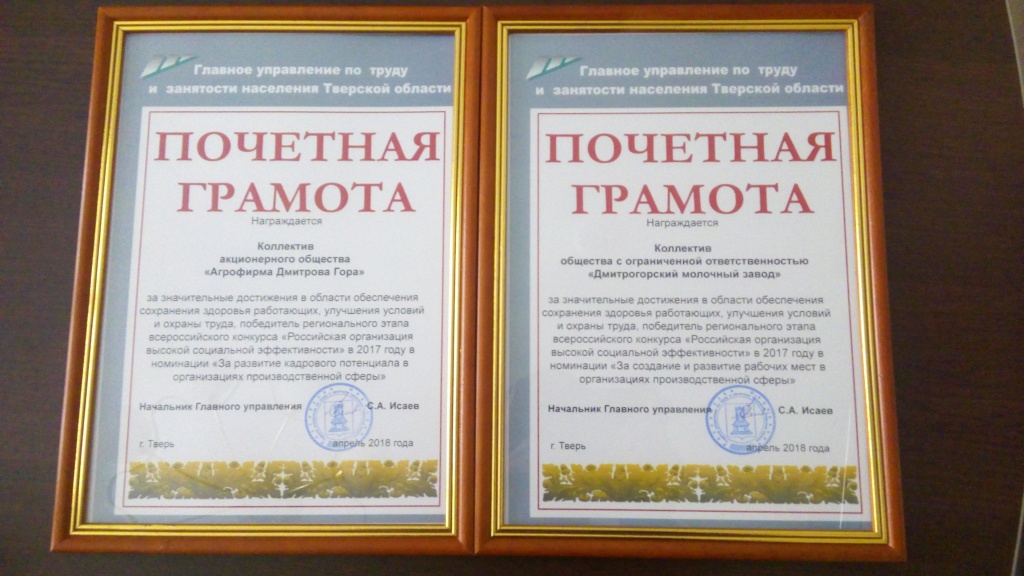 Главное управление по труду
и занятости населения Тверской области
ПОЧЕТНАЯ
ГРАМОТА
Награждается
Коллектив
акционерного общества
«Агрофирма Дмитрова Гора»
за значительные достижения в области обеспечения
сохранения здоровья работающих, улучшения условий
и охраны труда, победитель регионального этапа
всероссийского конкурса «Российская организация
высокой социальной эффективности» в 2017 году в
номинации «За развитие кадрового потенциала в
организациях производственной сферы»
Начальник Главного управления С.А. Исаев
г. Тверь апрель 2018 года
Главное управление по труду
и занятости населения Тверской области
ПОЧЕТНАЯ
ГРАМОТА
Награждается
Коллектив
общества с ограниченной ответственностью
«Дмитрогорский молочный завод»
за значительные достижения в области обеспечения
сохранения здоровья работающих, улучшения условий
и охраны труда, победитель регионального этапа
всероссийского конкурса «Российская организация
высокой социальной эффективности» в 2017 году в
номинации «За создание и развитие рабочих мест в
организациях производственной сферы»
Начальник Главного управления С.А. Исаев
г. Тверь апрель 2018 года